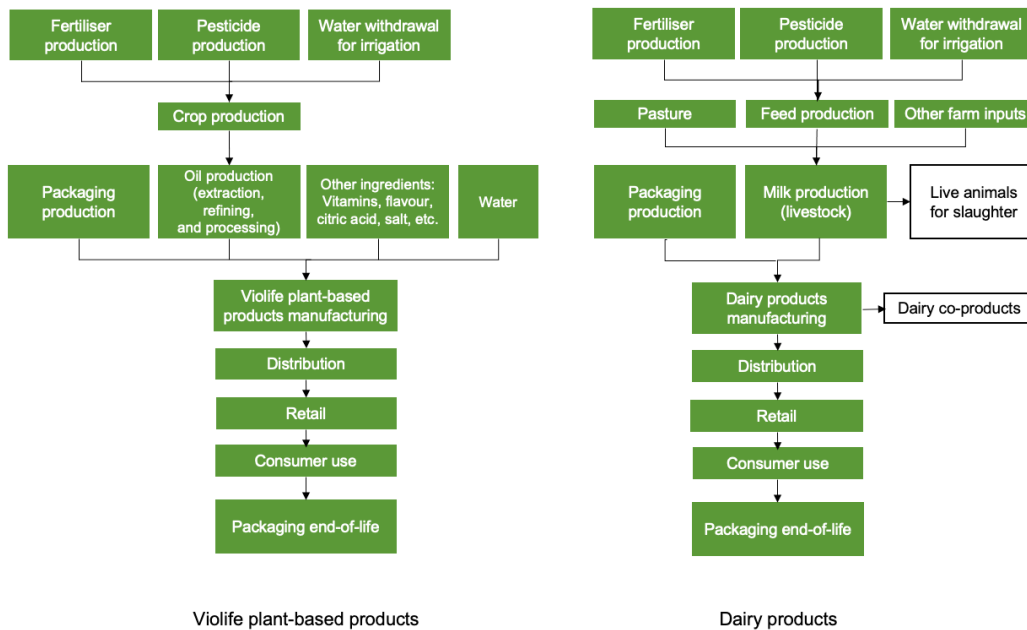 Fertiliser
production
Pesticide
production
Water withdrawal
for irrigation
Crop production
Packaging
production
Oil production
(extraction,
refining,
and processing)
Other ingredients:
Vitamins, flavour,
citric acid, salt, etc.
Water
Violife plant-based
products manufacturing
Distribution
Retail
Consumer use
Packaging end-of-life
Violife plant-based products
Fertiliser
production
Pesticide
production
Water withdrawal
for irrigation
Pasture
Feed production
Other farm inputs
Packaging
production
Milk production
(livestock)
Live animals
for slaughter
Dairy products
manufacturing
Dairy co-products
Distribution
Retail
Consumer use
Packaging end-of-life
Dairy products